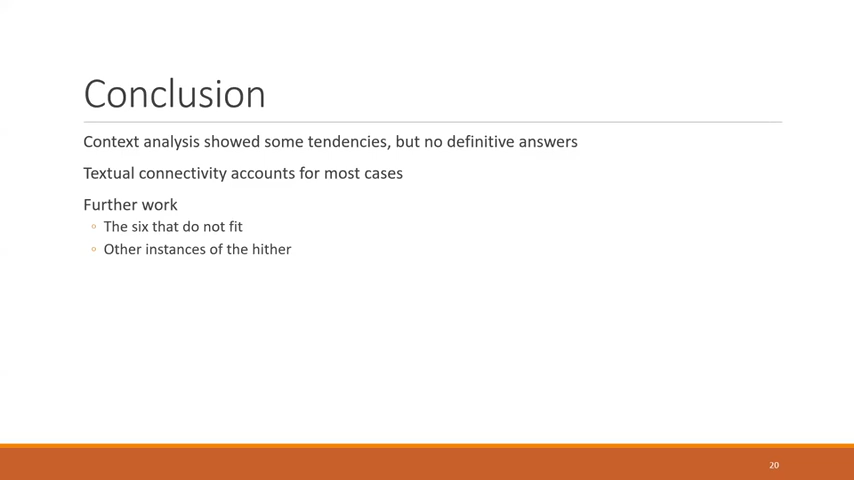 Conclusion
Context analysis showed some tendencies, but no definitive answers
Textual connectivity accounts for most cases
Further work
◦ The six that do not fit
◦ Other instances of the hither
20